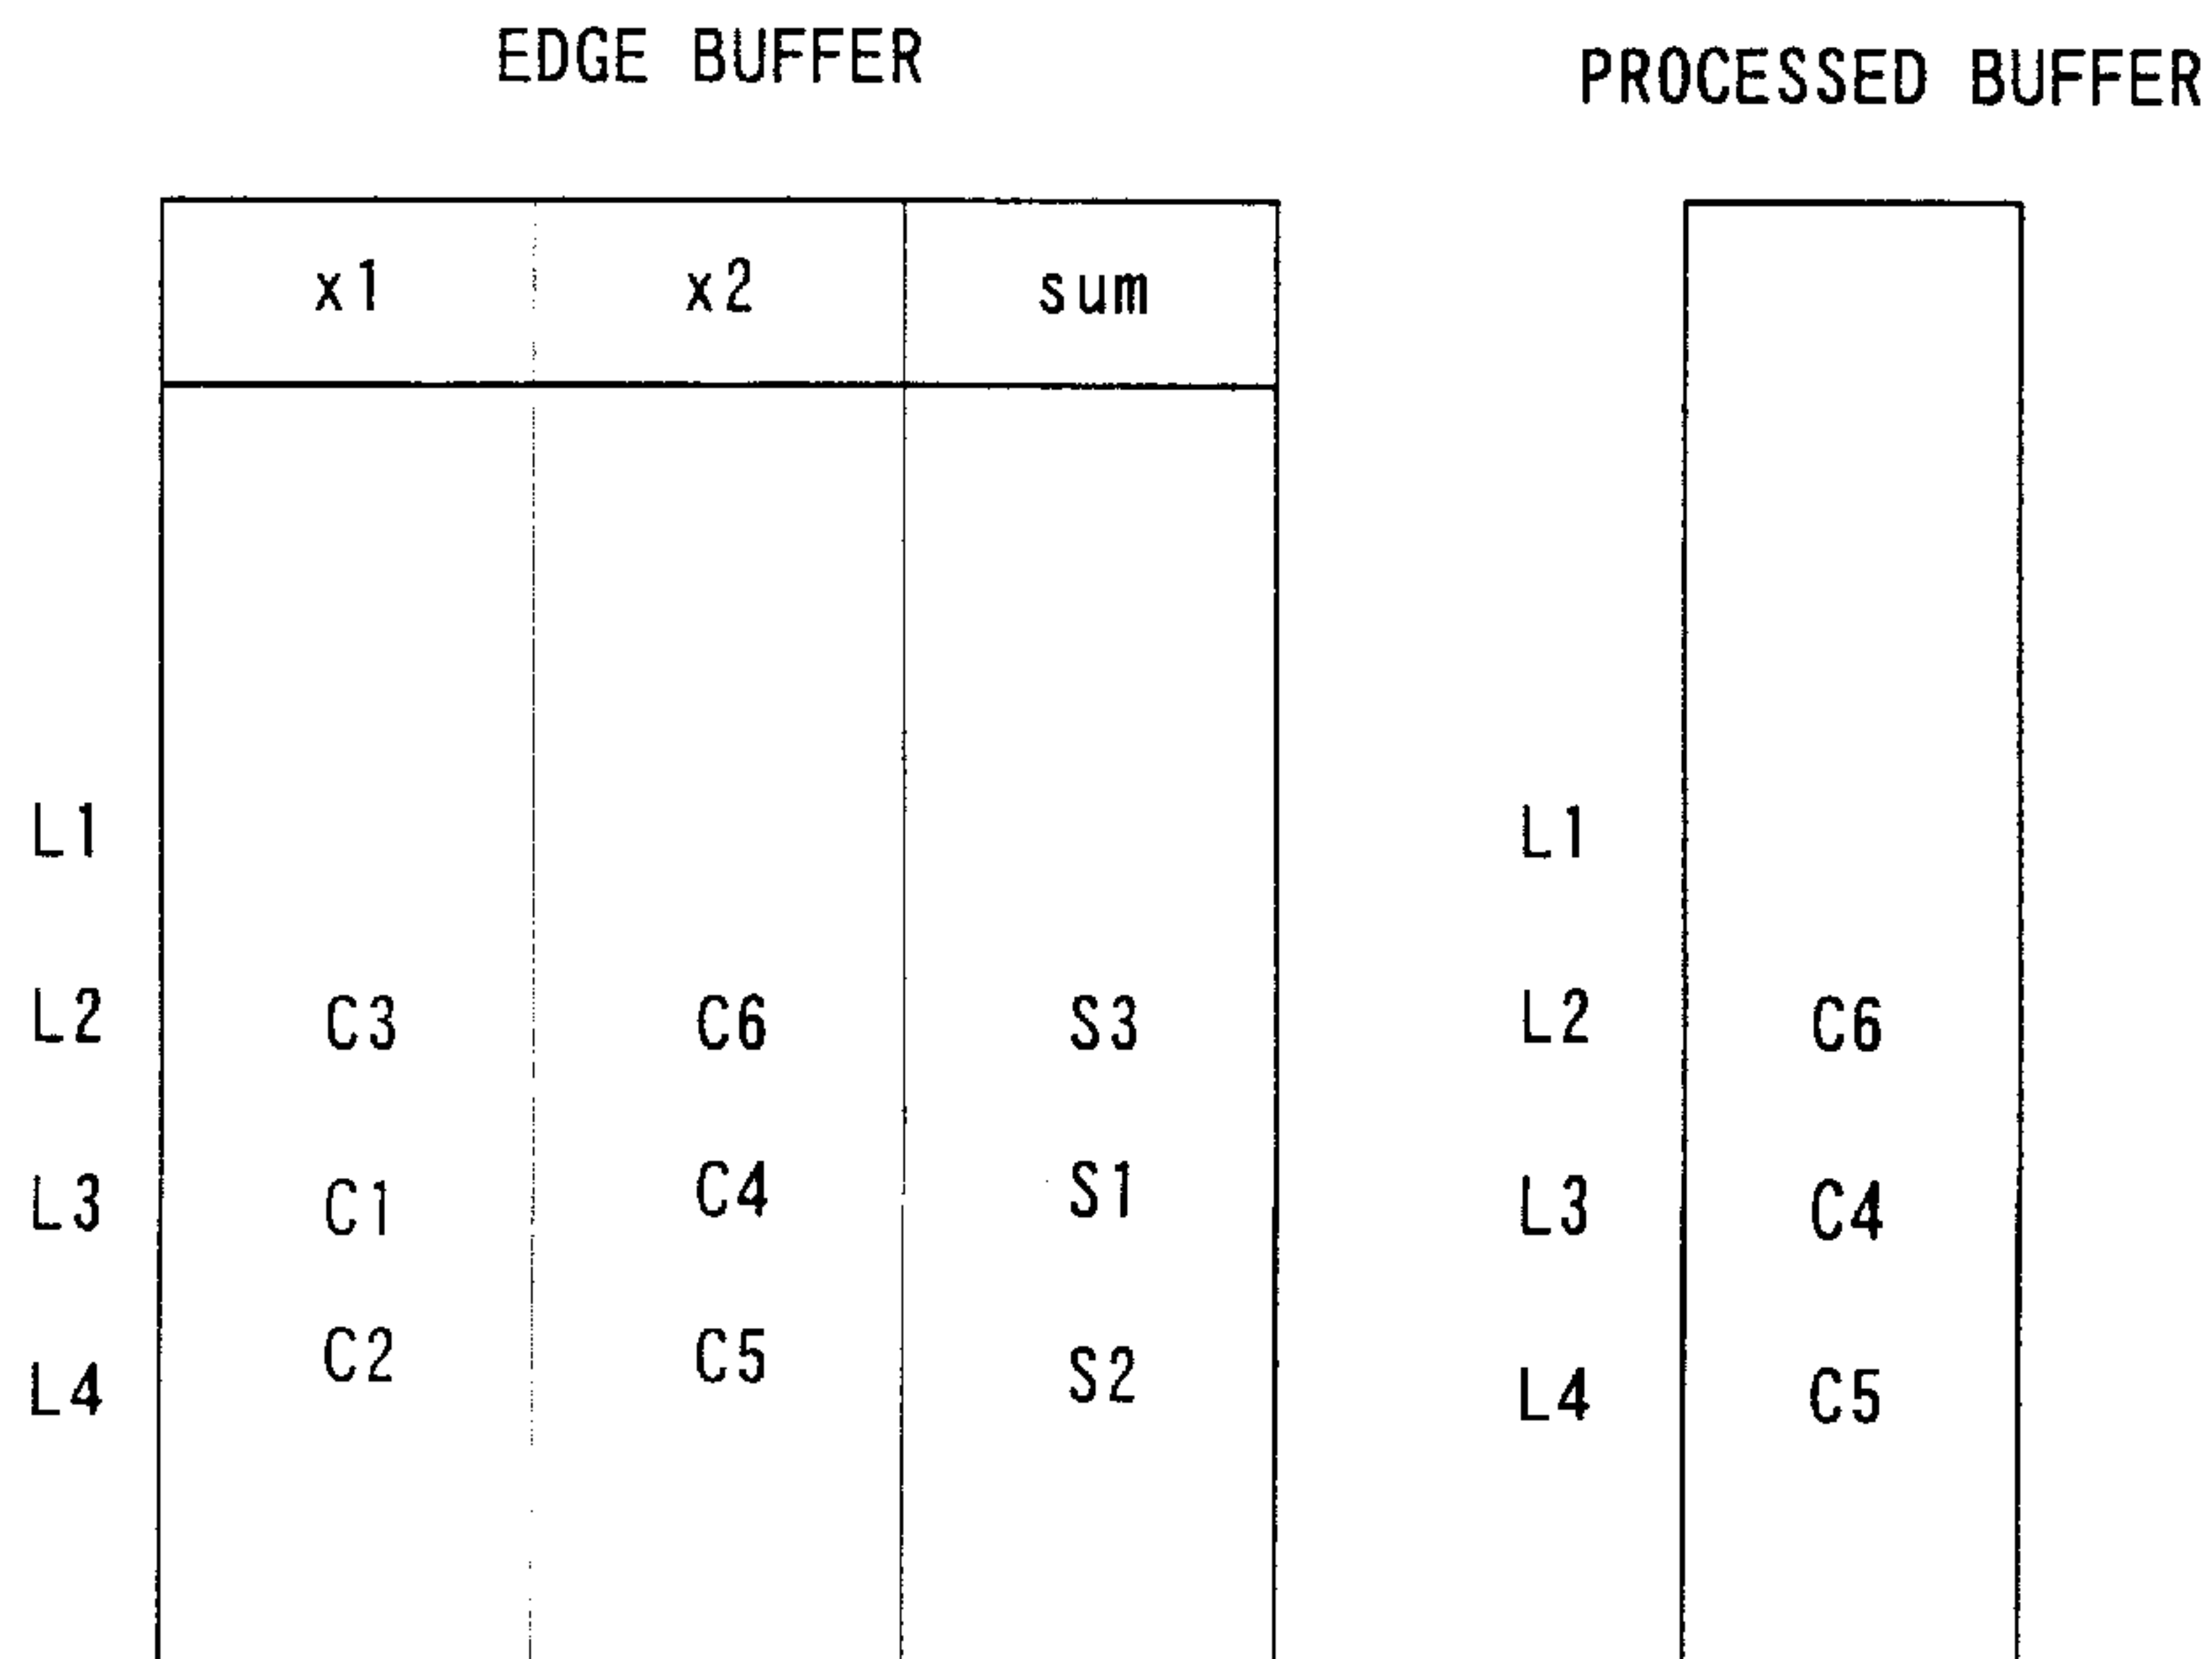 EDGE BUFFER
x1 x2 sum
L1
L2 C3 C6 S3
L3 C1 C4 S1
L4 C2 C5 S2
PROCESSED BUFFER
L1
L2 C6
L3 C4
L4 C5